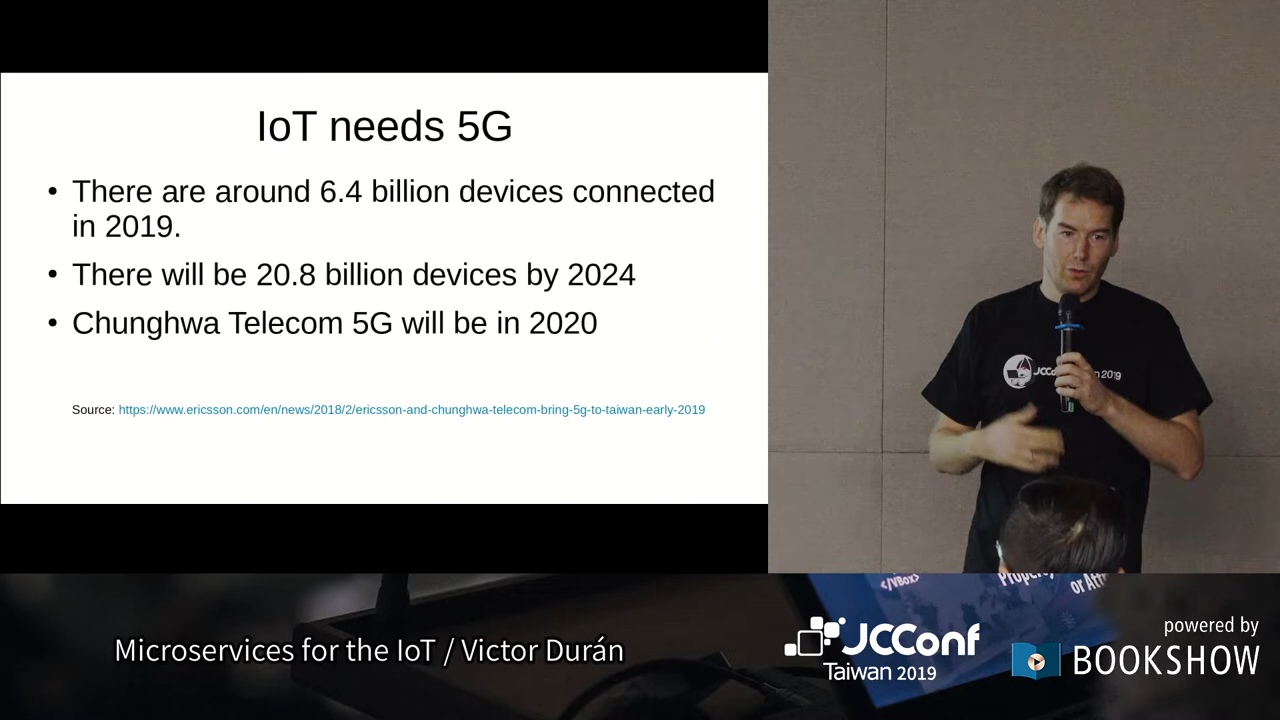 IoT needs 5G
• There are around 6.4 billion devices connected
in 2019.
• There will be 20.8 billion devices by 2024
• Chunghwa Telecom 5G will be in 2020
Source: https://www.ericsson.com/en/news/2018/2/ericsson-and-chunghwa-telecom-bring-5g-to-taiwan-early-2019
</VBox>
Microservices for the IoT / Victor Durán
JCConf
Taiwan 2019
powered by
BOOKSHOW